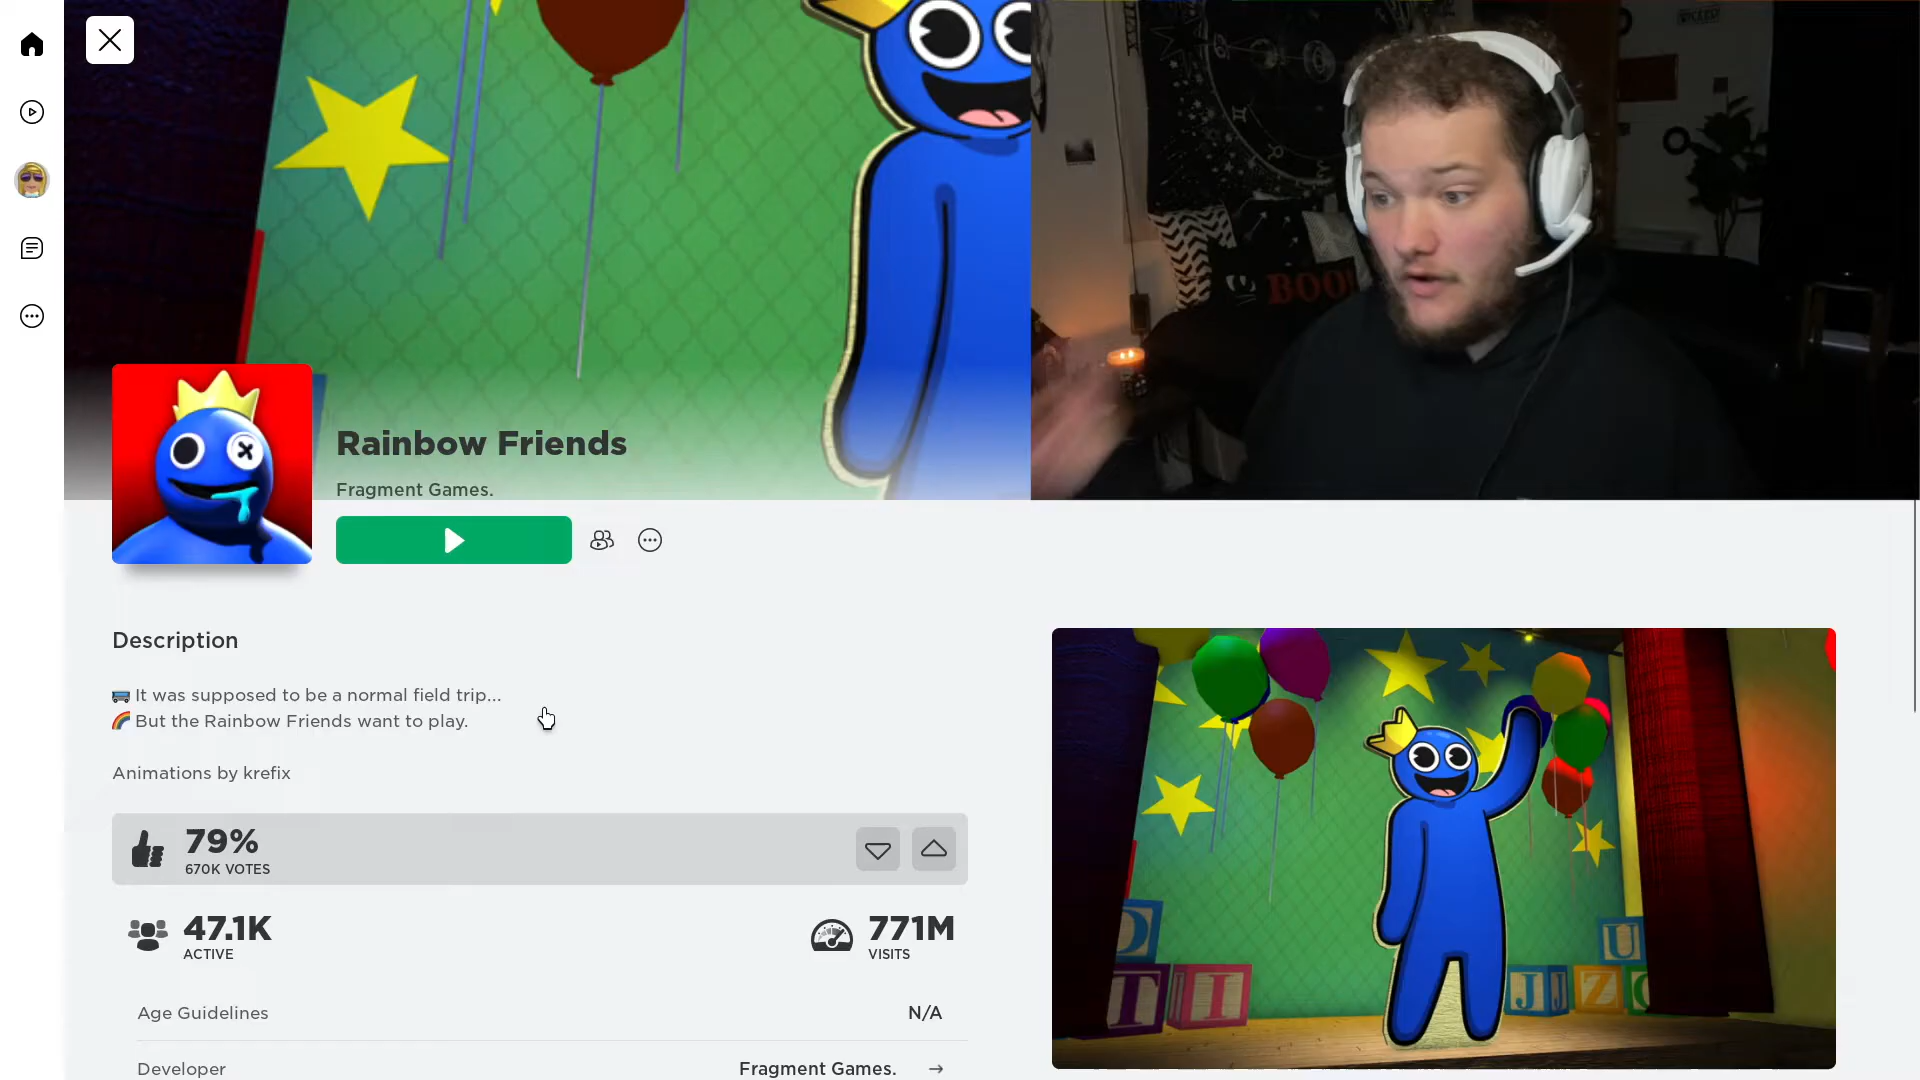 Rainbow Friends
Fragment Games.
BOO!
Description
It was supposed to be a normal field trip...
But the Rainbow Friends want to play.
Animations by krefix
79%
670K VOTES
47.1K
ACTIVE
771M
VISITS
Age Guidelines
N/A
Developer
Fragment Games.
D
T
I
U
J
J
Z